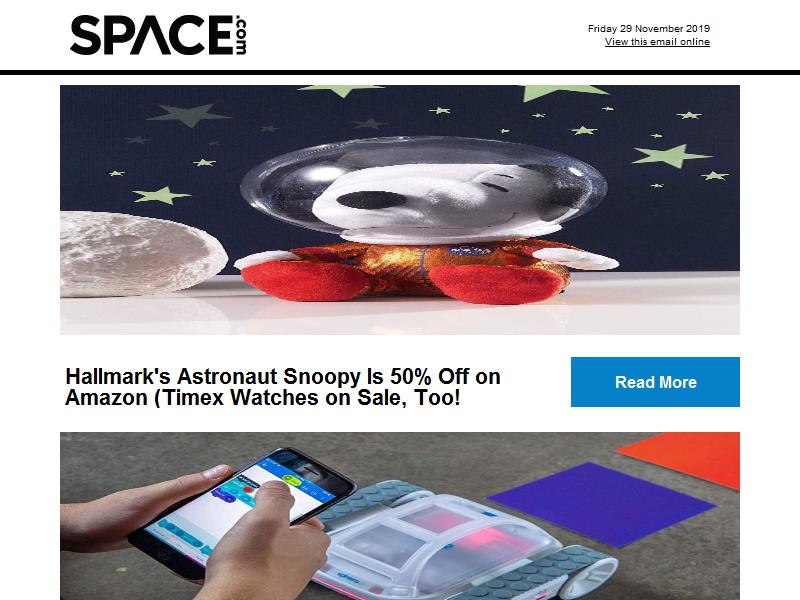 SPACE.com
Friday 29 November 2019
View this email online
Hallmark's Astronaut Snoopy Is 50% Off on
Amazon (Timex Watches on Sale, Too!
Read More